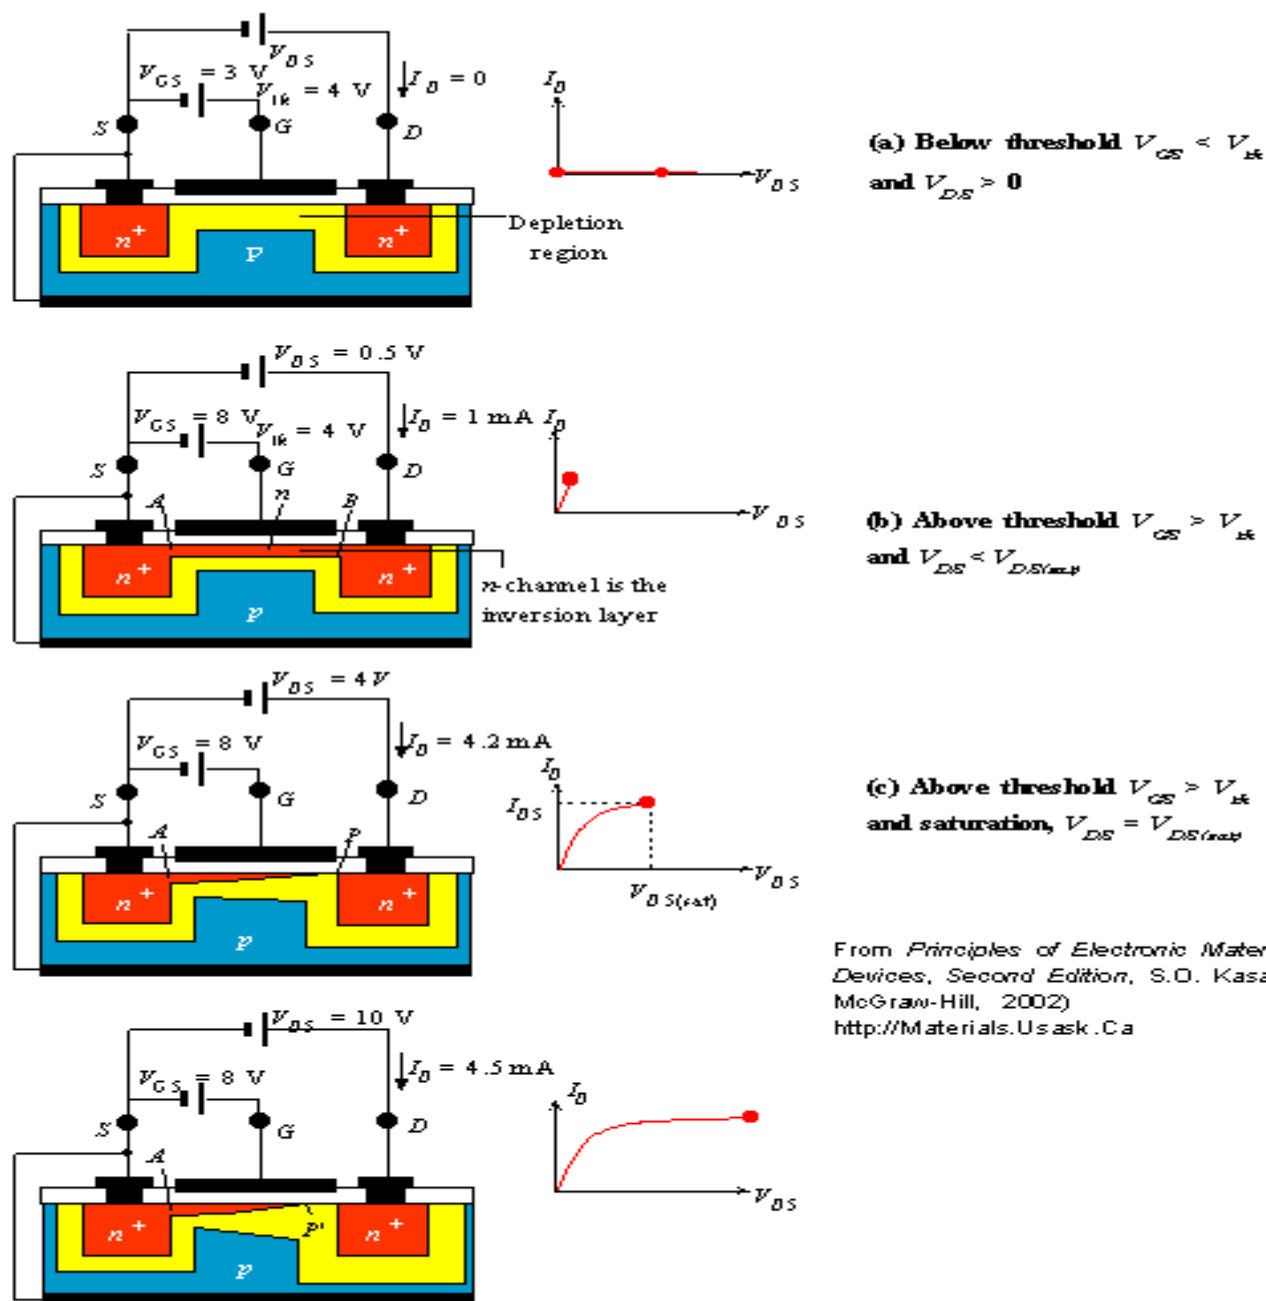 V_DS
V_GS = 3 V
V_th = 4 V
I_D = 0
S
G
D
I_D
V_DS
(a) Below threshold V_GS < V_th
and V_DS > 0
n+
P
n+
Depletion
region
V_DS = 0.5 V
V_GS = 8 V
V_th = 4 V
I_D = 1 mA
I_D
S
G
D
A
n
B
V_DS
(b) Above threshold V_GS > V_th
and V_DS < V_DS(sat)
n+
p
n+
n-channel is the
inversion layer
V_DS = 4 V
V_GS = 8 V
I_D = 4.2 mA
S
G
D
A
P
I_D
I_DS
V_DS
V_DS(sat)
(c) Above threshold V_GS > V_th
and saturation, V_DS = V_DS(sat)
n+
p
n+
From Principles of Electronic
Devices, Second Edition, S.O.
McGraw-Hill, 2002)
http://Materials.Usask.Ca
V_DS = 10 V
V_GS = 8 V
I_D = 4.5 mA
S
G
D
A
I_D
V_DS
n+
P'
p
n+